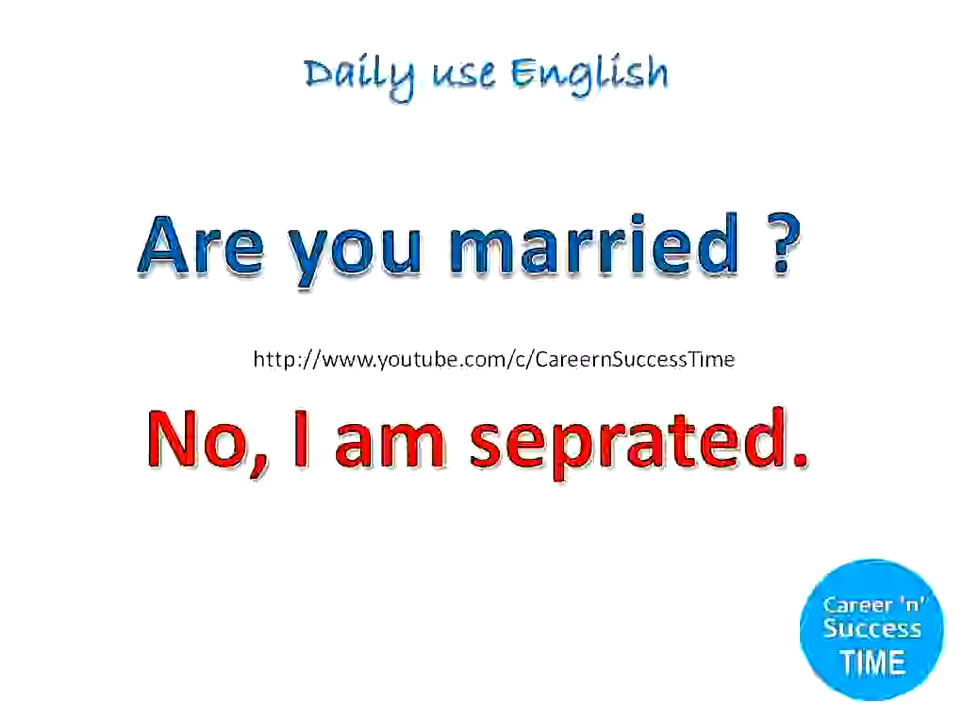 Daily use English
Are you married ?
http://www.youtube.com/c/CareernSuccessTime
No, I am seprated.
Career 'n'
Success
TIME